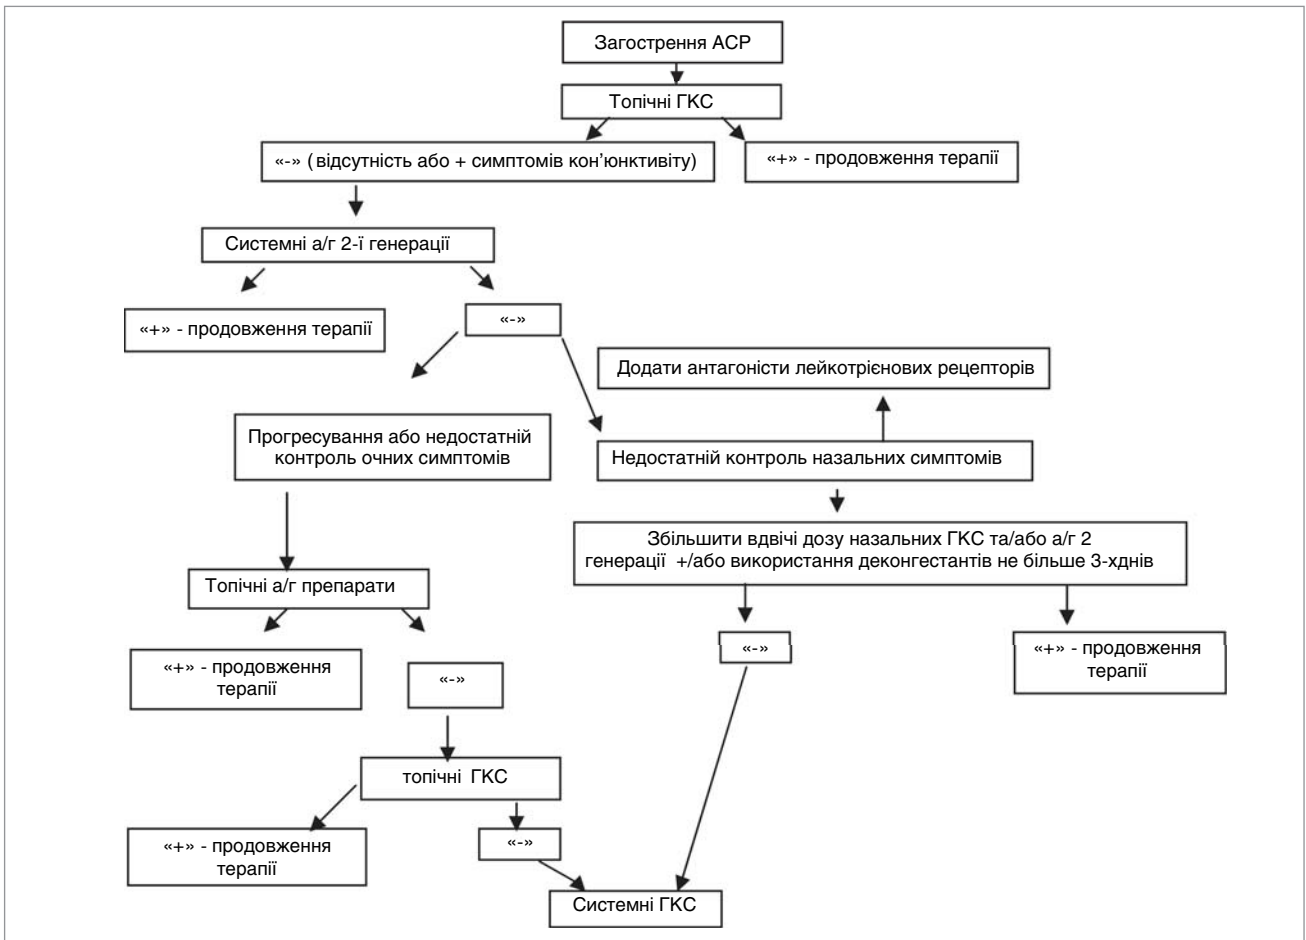 Загострення АСР
Топічні ГКС
«-» (відсутність або + симптомів кон’юнктивіту)
«+» - продовження терапії
Системні а/г 2-ї генерації
«+» - продовження терапії
«-»
Додати антагоністи лейкотрієнових рецепторів
Прогресування або недостатній
контроль очних симптомів
Недостатній контроль назальних симптомів
Збільшити вдвічі дозу назальних ГКС та/або а/г 2
генерації +/або використання деконгестантів не більше 3-хднів
Топічні а/г препарати
«-»
«+» - продовження
терапії
«+» - продовження
терапії
«-»
топічні ГКС
«+» - продовження
терапії
«-»
Системні ГКС